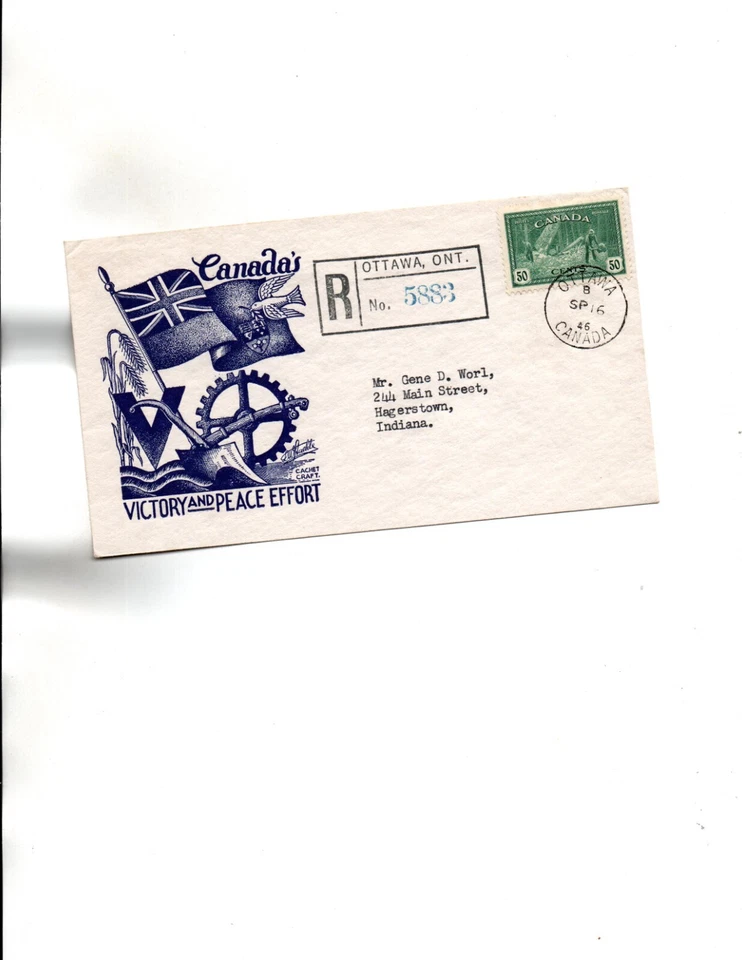 Canada's
VICTORY AND PEACE EFFORT
CACHET
CRAFT.
R
OTTAWA, ONT.
No. 5883
CANADA
50 CENTS 50
OTTAWA
8
SP 16
46
CANADA
Mr. Gene D. Worl,
244 Main Street,
Hagerstown,
Indiana.